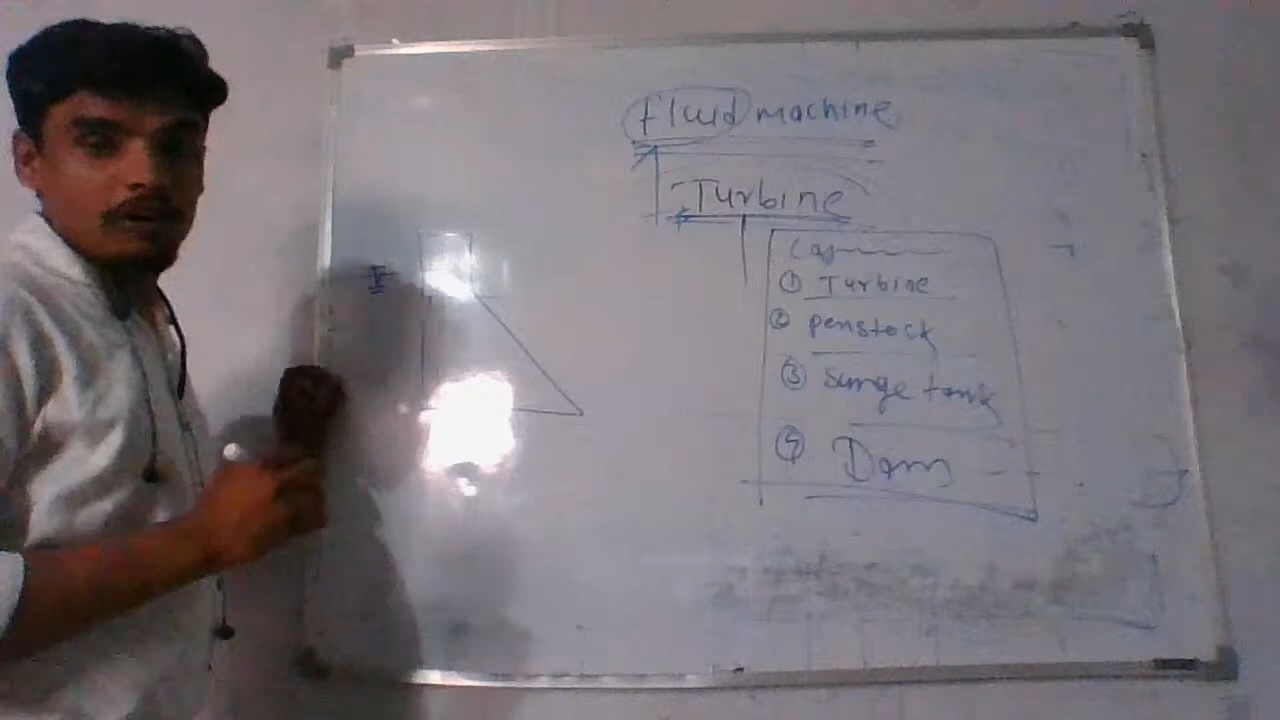 Fluid machine
Turbine
① Turbine
② penstock
③ Surge tank
④ Dam